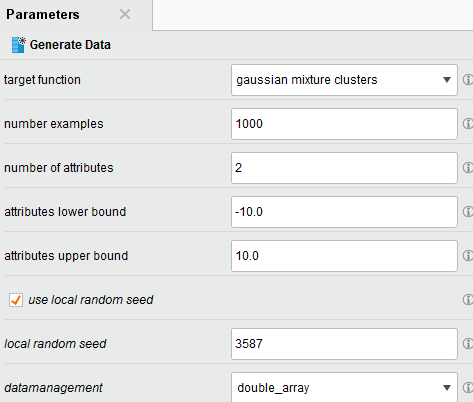 Parameters
Generate Data
target function gaussian mixture clusters
number examples 1000
number of attributes 2
attributes lower bound -10.0
attributes upper bound 10.0
use local random seed
local random seed 3587
datamanagement double_array